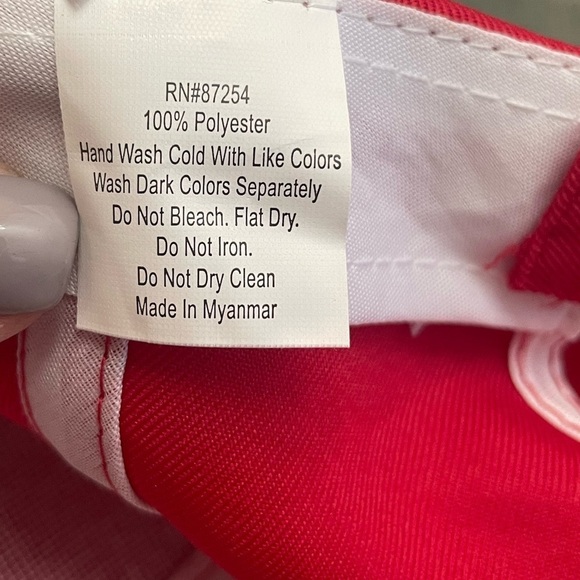 RN#87254
100% Polyester
Hand Wash Cold With Like Colors
Wash Dark Colors Separately
Do Not Bleach. Flat Dry.
Do Not Iron.
Do Not Dry Clean
Made In Myanmar